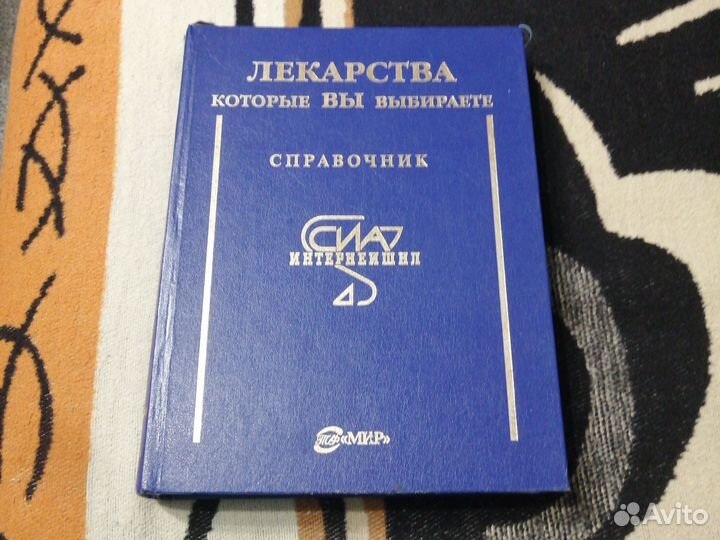 ЛЕКАРСТВА
КОТОРЫЕ ВЫ ВЫБИРАЕТЕ
СПРАВОЧНИК
СИА
ИНТЕРНЕЙШНЛ
«МИР»
Avito